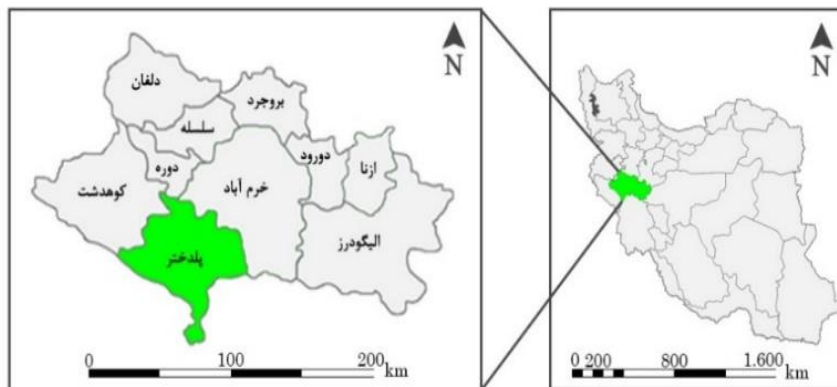 N
دلفان
بروجرد
سلسله
دورود
ازنا
دوره
خرم آباد
کوهدشت
الیگودرز
پلدختر
0 100 200 km
N
0 200 800 1.600 km